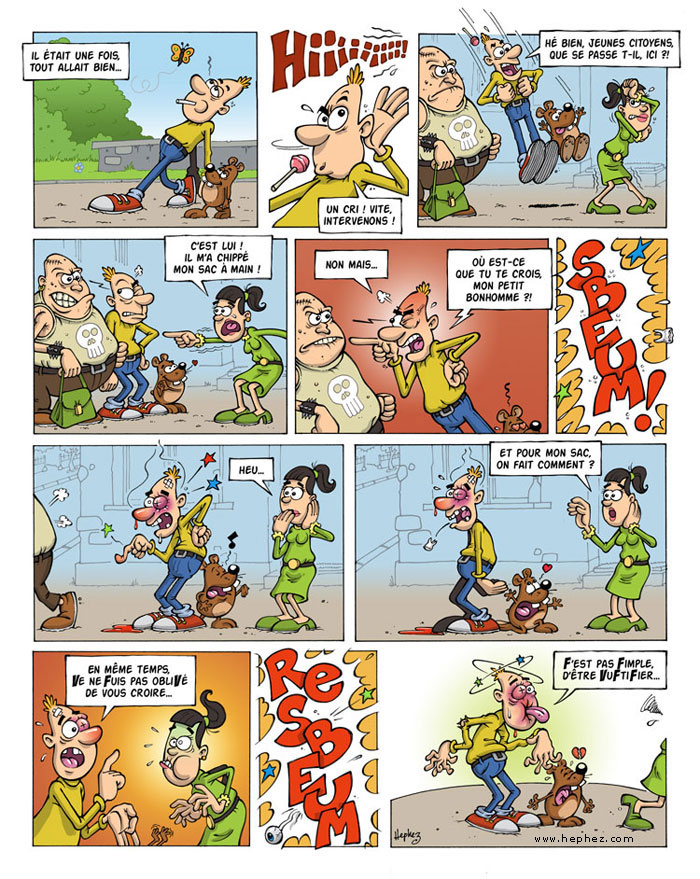 IL ÉTAIT UNE FOIS,
TOUT ALLAIT BIEN...
HiiiiiiiiII!
UN CRI ! VITE,
INTERVENONS !
HÉ BIEN, JEUNES CITOYENS,
QUE SE PASSE T-IL, ICI ?!
C'EST LUI !
IL M'A CHIPPÉ
MON SAC À MAIN !
NON MAIS...
OÙ EST-CE
QUE TU TE CROIS,
MON PETIT
BONHOMME ?!
SBEUM!
HEU...
ET POUR MON SAC,
ON FAIT COMMENT ?
EN MÊME TEMPS,
VE NE FUIS PAS OBLIVÉ
DE VOUS CROIRE...
ReSBEUM
F'EST PAS FIMPLE,
D'ÊTRE VUFTIFIER...
Hephez
www.hephez.com